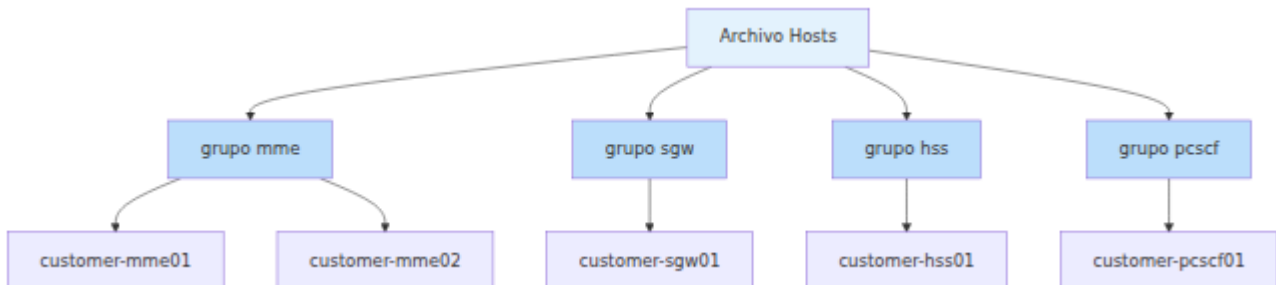 Archivo Hosts
grupo mme
grupo sgw
grupo hss
grupo pcscf
customer-mme01
customer-mme02
customer-sgw01
customer-hss01
customer-pcscf01